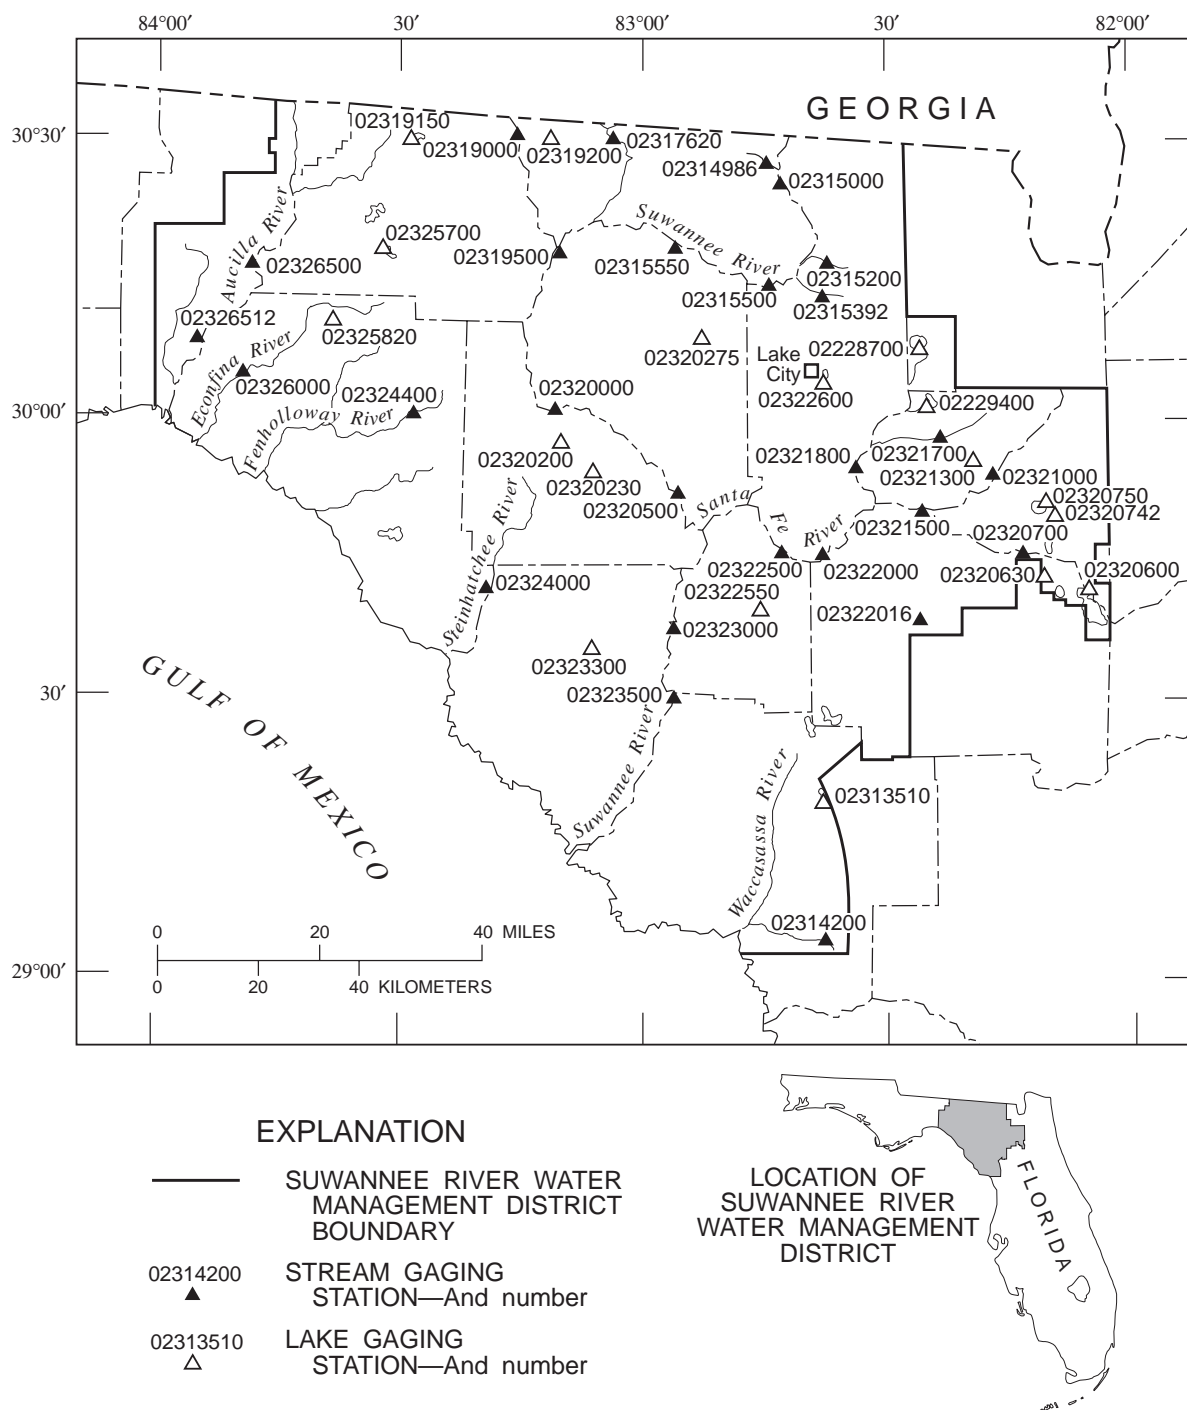 84°00′ 30′ 83°00′ 30′ 82°00′
GEORGIA
30°30′
02319150
02319000
02319200
02317620
02314986
02315000
Aucilla River
02325700
Suwannee River
02319500
02315550
02326500
02315200
02315500
02315392
02326512
02325820
Econfina River
02320275
02228700
Lake
City
02326000
02324400
02320000
02322600
30°00′
02229400
Fenholloway River
02320200
02321800
02321700
02321300
02321000
02320230
02320750
02320500
Santa Fe River
02320742
02321500
02320700
Steinhatchee River
02322500
02322000
02320630
02320600
02324000
02322550
02322016
02323000
02323300
30′
02323500
GULF OF MEXICO
Suwannee River
Waccasassa River
02313510
02314200
0 20 40 MILES
29°00′
0 20 40 KILOMETERS
EXPLANATION
SUWANNEE RIVER WATER
MANAGEMENT DISTRICT
BOUNDARY
02314200
STREAM GAGING
STATION—And number
02313510
LAKE GAGING
STATION—And number
LOCATION OF
SUWANNEE RIVER
WATER MANAGEMENT
DISTRICT
FLORIDA